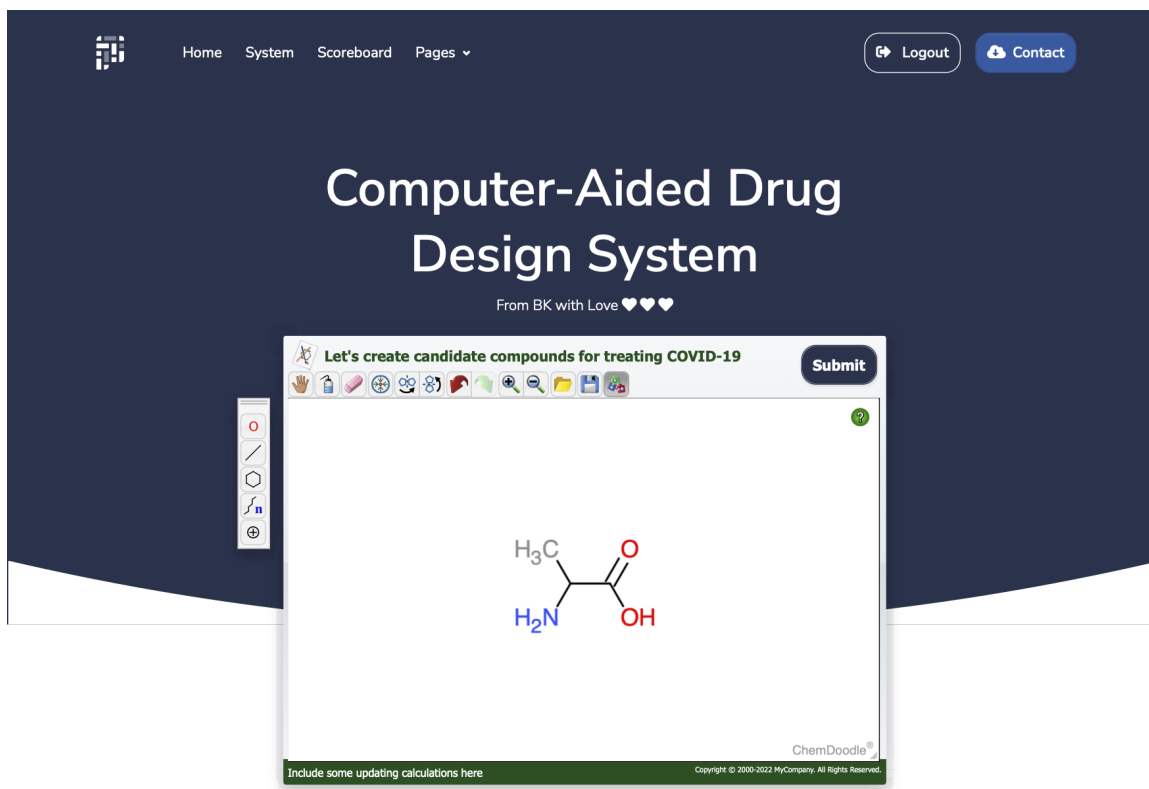 Home System Scoreboard Pages Logout Contact
Computer-Aided Drug
Design System
From BK with Love
Let's create candidate compounds for treating COVID-19
Submit
O
n
?
H₃C O
H₂N OH
ChemDoodle®
Include some updating calculations here
Copyright © 2000-2022 MyCompany. All Rights Reserved.